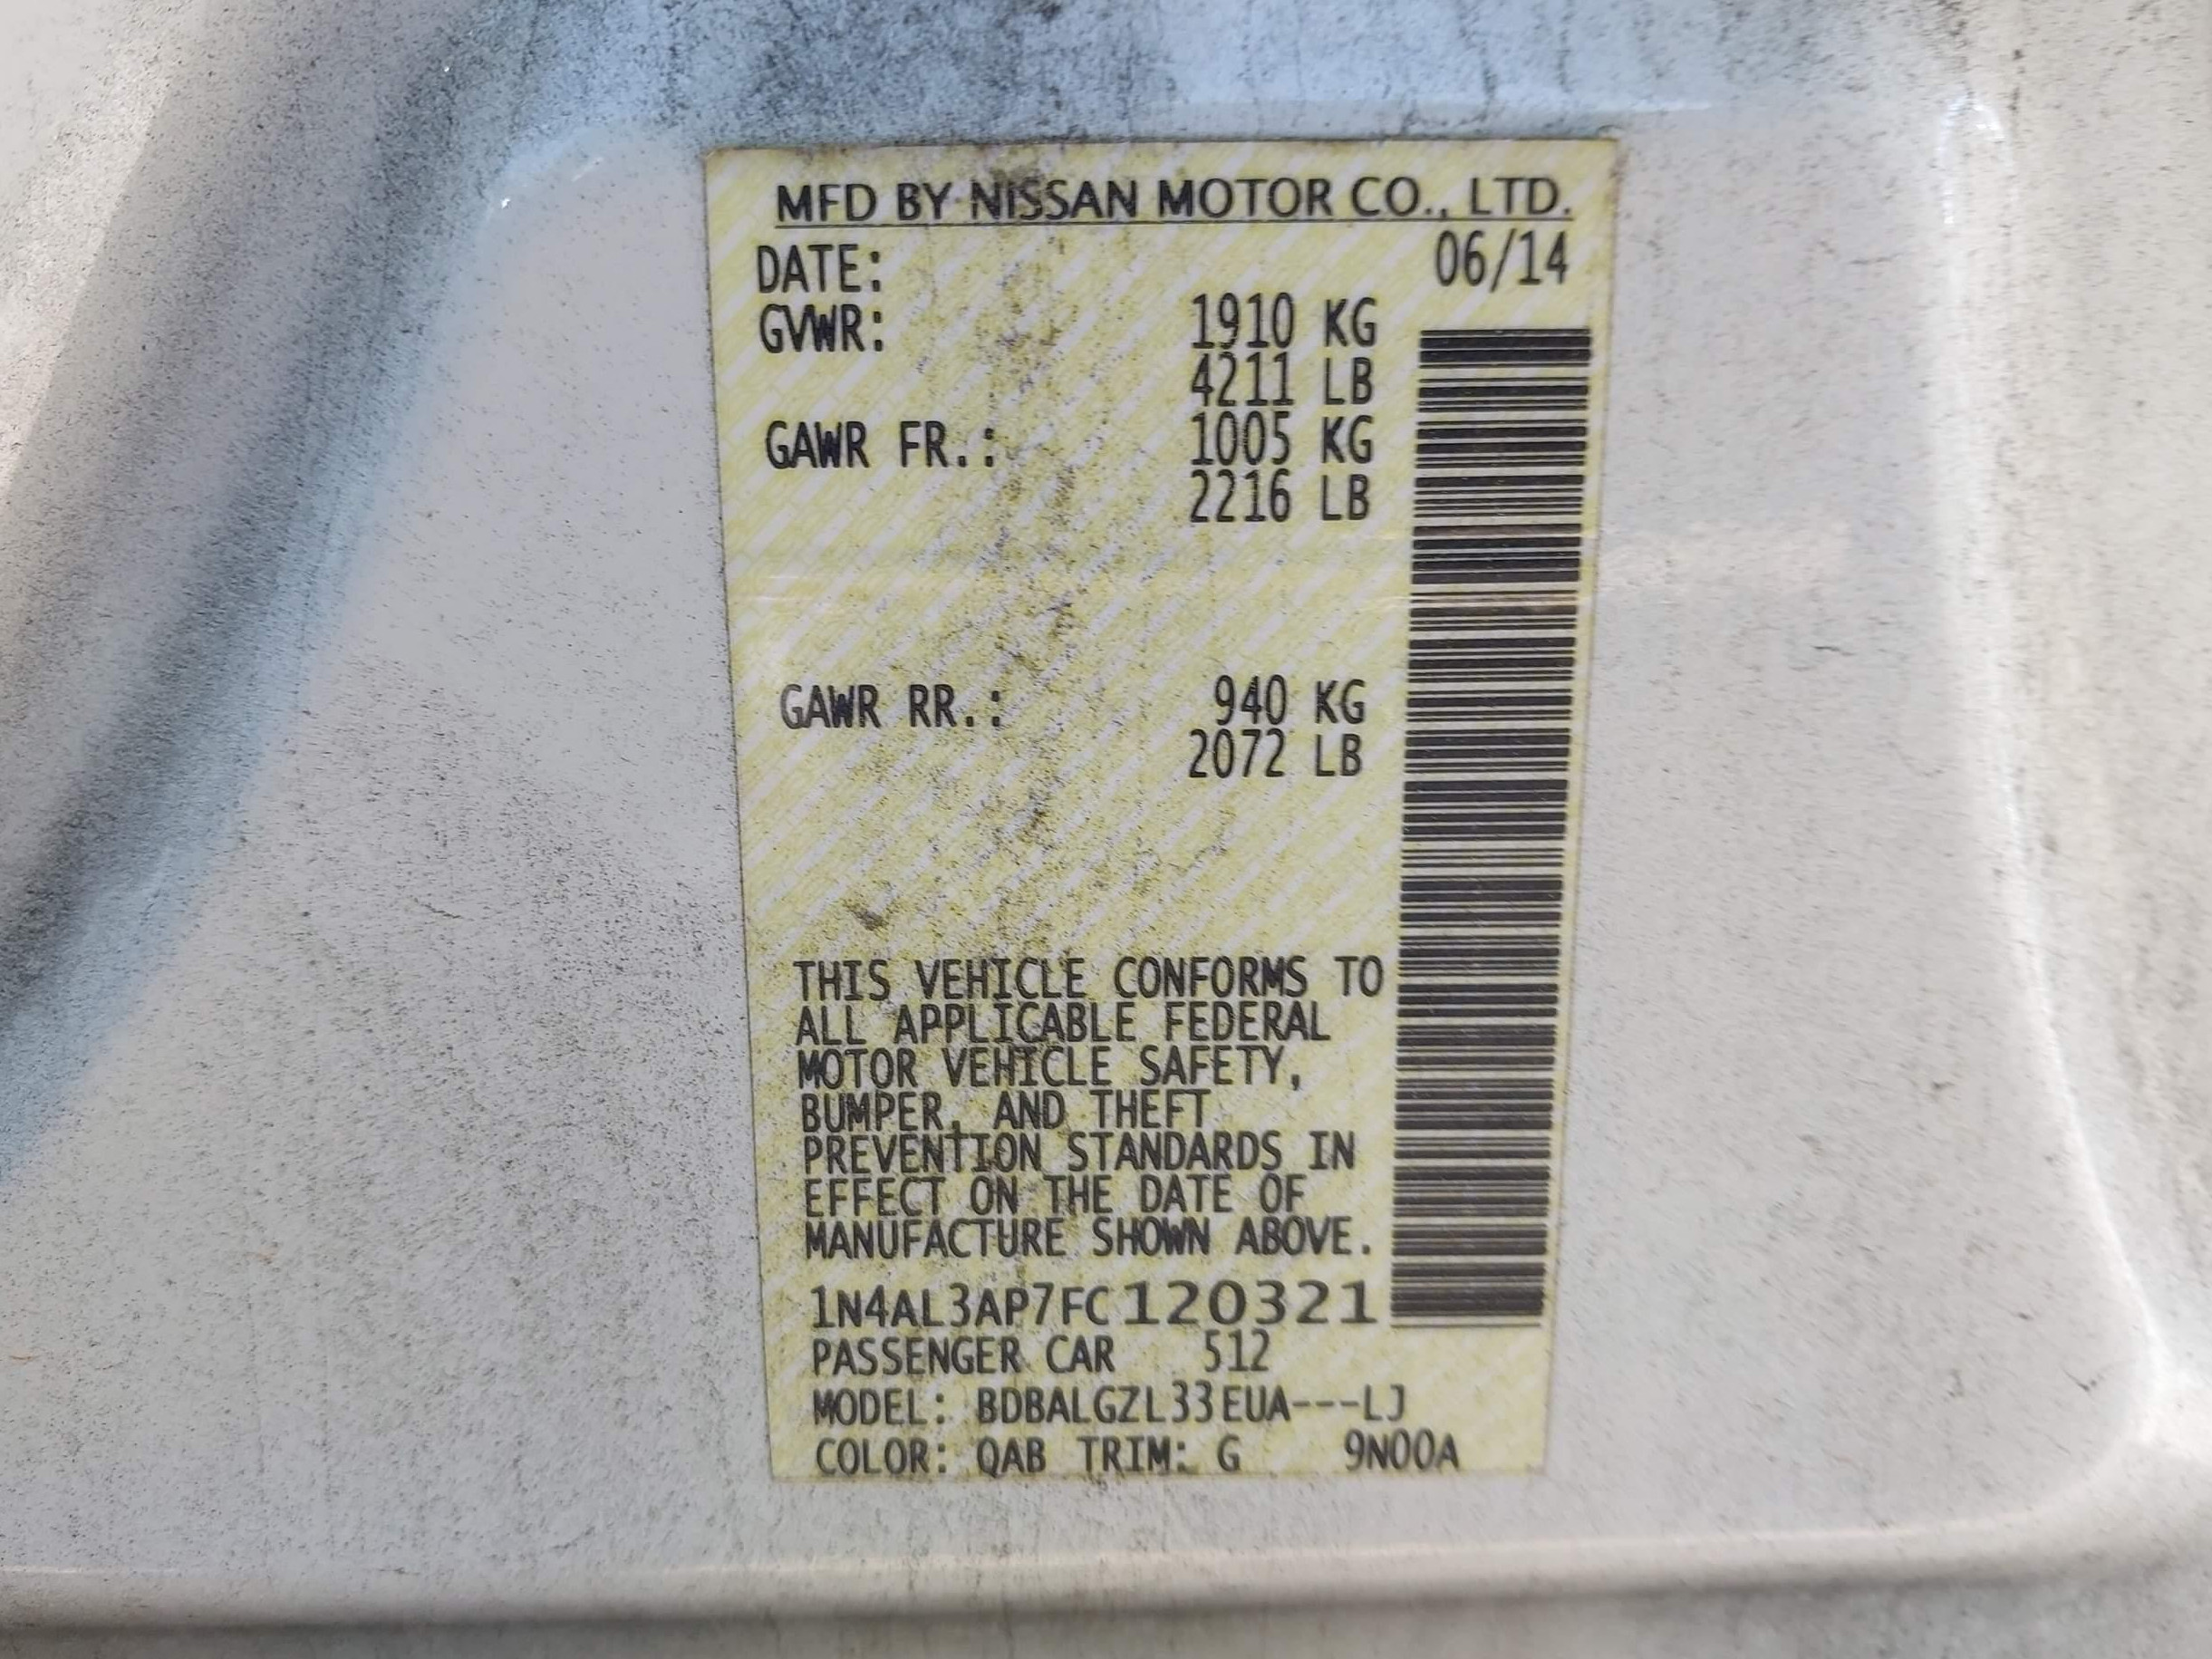 MFD BY NISSAN MOTOR CO., LTD.
DATE: 06/14
GVWR: 1910 KG
4211 LB
GAWR FR.: 1005 KG
2216 LB
GAWR RR.: 940 KG
2072 LB
THIS VEHICLE CONFORMS TO
ALL APPLICABLE FEDERAL
MOTOR VEHICLE SAFETY,
BUMPER, AND THEFT
PREVENTION STANDARDS IN
EFFECT ON THE DATE OF
MANUFACTURE SHOWN ABOVE.
1N4AL3AP7FC120321
PASSENGER CAR 512
MODEL: BDBALGZL33EUA---LJ
COLOR: QAB TRIM: G 9N00A